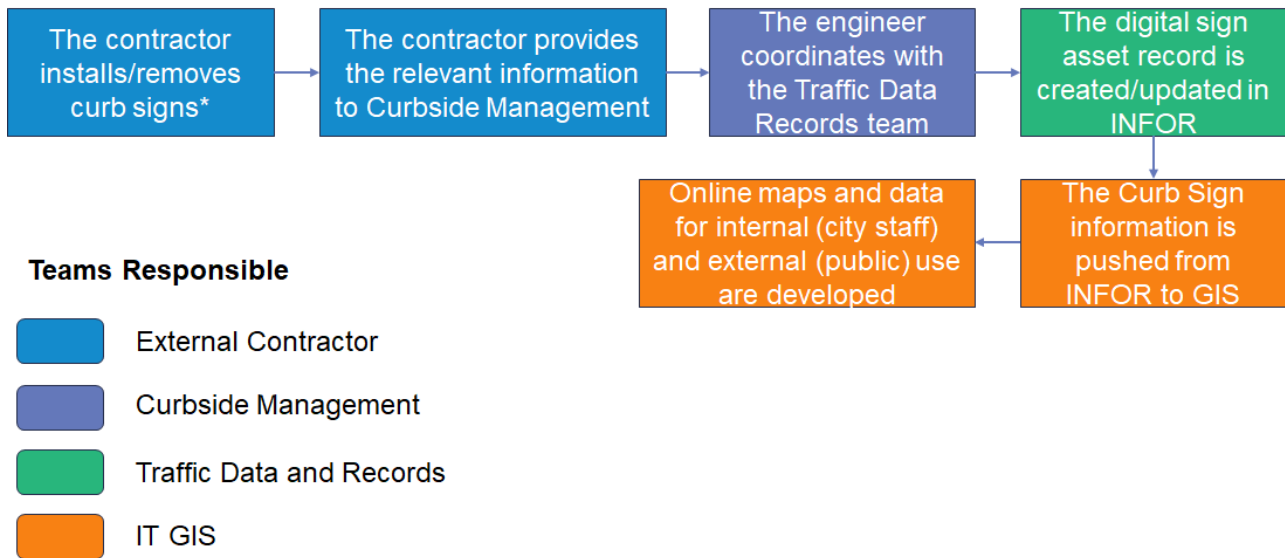 The contractor
installs/removes
curb signs*
The contractor provides
the relevant information
to Curbside Management
The engineer
coordinates with
the Traffic Data
Records team
The digital sign
asset record is
created/updated in
INFOR
The Curb Sign
information is
pushed from
INFOR to GIS
Online maps and data
for internal (city staff)
and external (public) use
are developed
Teams Responsible
External Contractor
Curbside Management
Traffic Data and Records
IT GIS